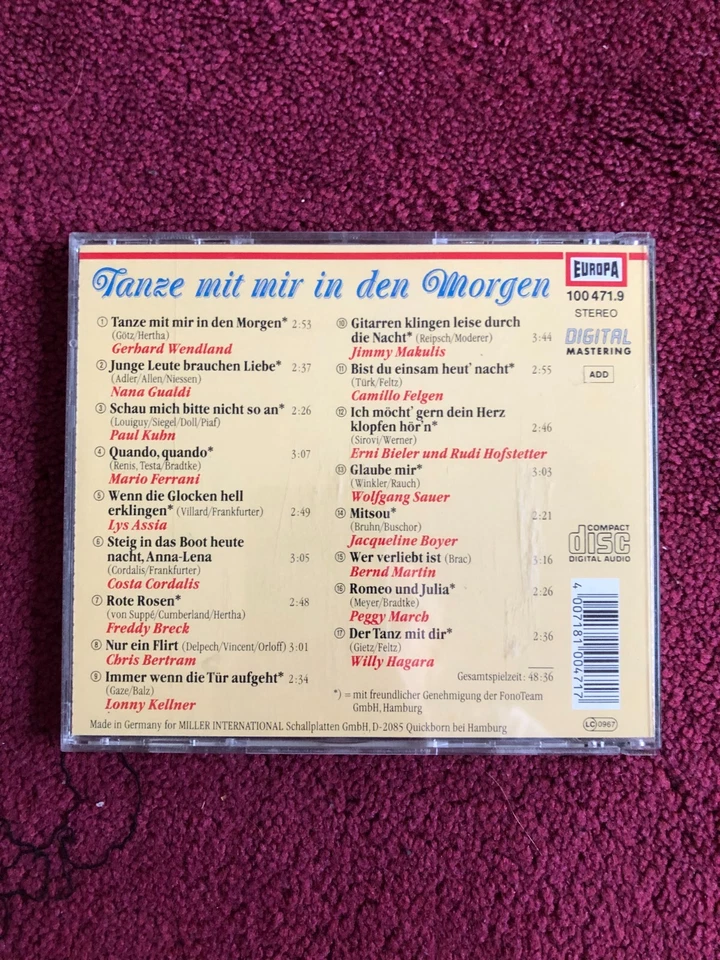 Tanze mit mir in den Morgen
① Tanze mit mir in den Morgen* 2:53
(Götz/Hertha)
Gerhard Wendland
② Junge Leute brauchen Liebe* 2:37
(Adler/Allen/Niessen)
Nana Gualdi
③ Schau mich bitte nicht so an* 2:26
(Louiguy/Siegel/Doll/Piaf)
Paul Kuhn
④ Quando, quando* 3:07
(Renis, Testa/Bradtke)
Mario Ferrani
⑤ Wenn die Glocken hell
erklingen* (Villard/Frankfurter) 2:49
Lys Assia
⑥ Steig in das Boot heute
nacht, Anna-Lena 3:05
(Cordalis/Frankfurter)
Costa Cordalis
⑦ Rote Rosen* 2:48
(von Suppé/Cumberland/Hertha)
Freddy Breck
⑧ Nur ein Flirt (Delpech/Vincent/Orloff) 3:01
Chris Bertram
⑨ Immer wenn die Tür aufgeht* 2:34
(Gaze/Balz)
Lonny Kellner
⑩ Gitarren klingen leise durch
die Nacht* (Reipsch/Moderer) 3:44
Jimmy Makulis
⑪ Bist du einsam heut' nacht* 2:55
(Türk/Feltz)
Camillo Felgen
⑫ Ich möcht' gern dein Herz
klopfen hör'n* 2:46
(Sirovi/Werner)
Erni Bieler und Rudi Hofstetter
⑬ Glaube mir* 3:03
(Winkler/Rauch)
Wolfgang Sauer
⑭ Mitsou* 2:21
(Bruhn/Buschor)
Jacqueline Boyer
⑮ Wer verliebt ist (Brac) 3:16
Bernd Martin
⑯ Romeo und Julia* 2:26
(Meyer/Bradtke)
Peggy March
⑰ Der Tanz mit dir* 2:36
(Gietz/Feltz)
Willy Hagara
Gesamtspielzeit: 48:36
*) = mit freundlicher Genehmigung der FonoTeam
GmbH, Hamburg
Made in Germany for MILLER INTERNATIONAL Schallplatten GmbH, D-2085 Quickborn bei Hamburg
EUROPA
100 471.9
STEREO
DIGITAL
MASTERING
ADD
COMPACT
disc
DIGITAL AUDIO
4 007181 004717
LC 0967